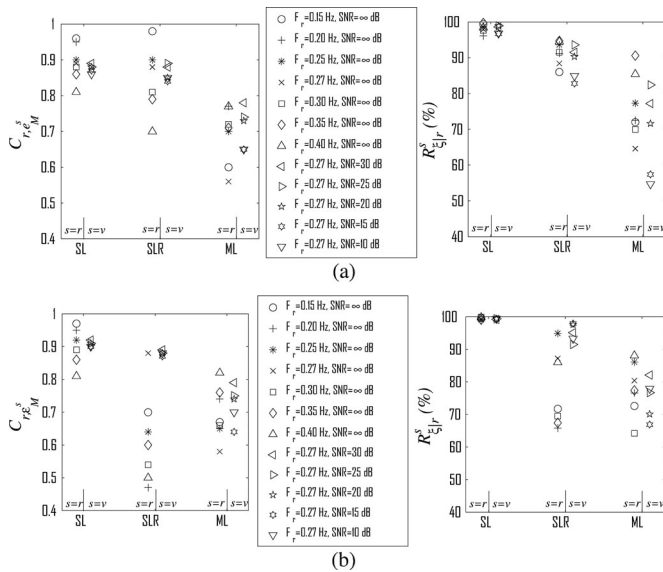 1
0.9
0.8
0.7
0.6
0.5
0.4
C r,e_M^s
s=r s=v s=r s=v s=r s=v
SL SLR ML
F_r=0.15 Hz, SNR=∞ dB
F_r=0.20 Hz, SNR=∞ dB
F_r=0.25 Hz, SNR=∞ dB
F_r=0.27 Hz, SNR=∞ dB
F_r=0.30 Hz, SNR=∞ dB
F_r=0.35 Hz, SNR=∞ dB
F_r=0.40 Hz, SNR=∞ dB
F_r=0.27 Hz, SNR=30 dB
F_r=0.27 Hz, SNR=25 dB
F_r=0.27 Hz, SNR=20 dB
F_r=0.27 Hz, SNR=15 dB
F_r=0.27 Hz, SNR=10 dB
100
90
80
70
60
50
40
R^s_ξ|r (%)
s=r s=v s=r s=v s=r s=v
SL SLR ML
(a)
1
0.9
0.8
0.7
0.6
0.5
0.4
C r,ε_M^s
s=r s=v s=r s=v s=r s=v
SL SLR ML
F_r=0.15 Hz, SNR=∞ dB
F_r=0.20 Hz, SNR=∞ dB
F_r=0.25 Hz, SNR=∞ dB
F_r=0.27 Hz, SNR=∞ dB
F_r=0.30 Hz, SNR=∞ dB
F_r=0.35 Hz, SNR=∞ dB
F_r=0.40 Hz, SNR=∞ dB
F_r=0.27 Hz, SNR=30 dB
F_r=0.27 Hz, SNR=25 dB
F_r=0.27 Hz, SNR=20 dB
F_r=0.27 Hz, SNR=15 dB
F_r=0.27 Hz, SNR=10 dB
100
90
80
70
60
50
40
R^s_ξ|r (%)
s=r s=v s=r s=v s=r s=v
SL SLR ML
(b)